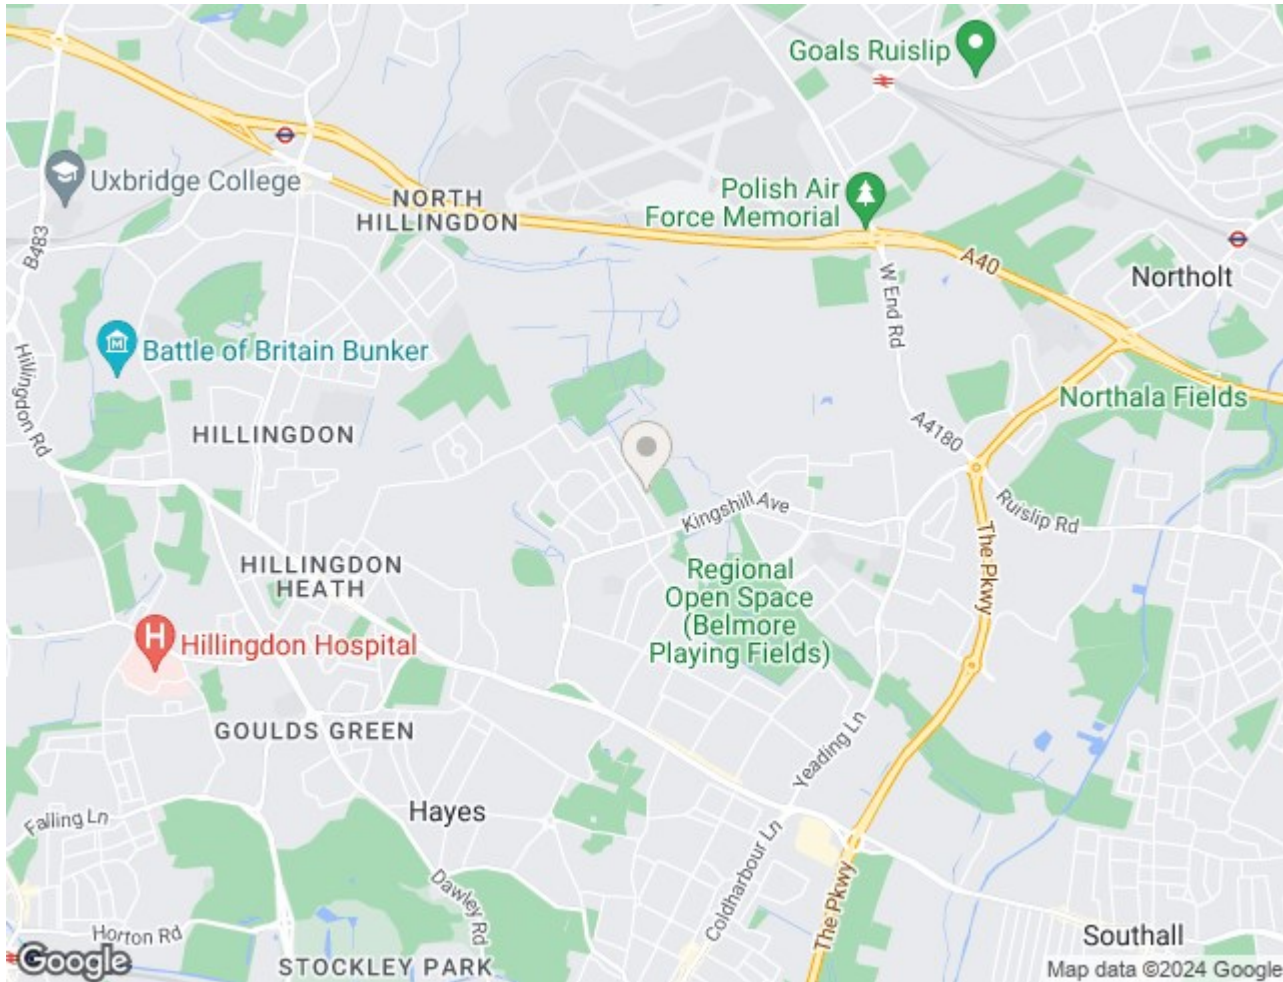 Goals Ruislip
Uxbridge College
NORTH
HILLINGDON
Polish Air
Force Memorial
B483
A40
W End Rd
Northolt
Battle of Britain Bunker
Hillingdon Rd
HILLINGDON
Northala Fields
A4180
Kingshill Ave
Ruislip Rd
The Pkwy
HILLINGDON
HEATH
Regional
Open Space
(Belmore
Playing Fields)
H
Hillingdon Hospital
GOULDS GREEN
Yeading Ln
Hayes
Falling Ln
Coldharbour Ln
Dawley Rd
The Pkwy
Horton Rd
Southall
STOCKLEY PARK
Google
Map data ©2024 Google